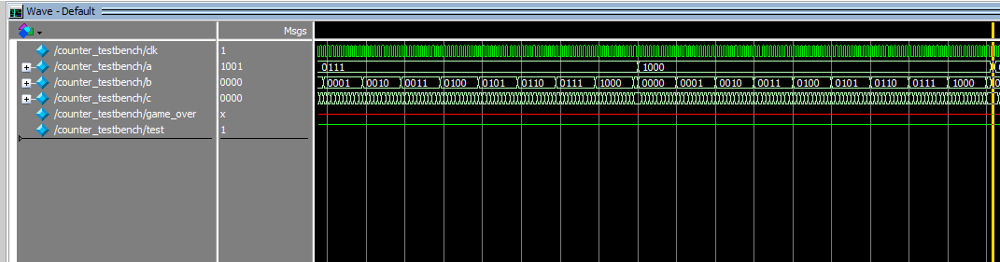 Wave - Default
Msgs
/counter_testbench/clk 1
/counter_testbench/a 1001 0111 1000
/counter_testbench/b 0000 0001 0010 0011 0100 0101 0110 0111 1000 0000 0001 0010 0011 0100 0101 0110 0111 1000
/counter_testbench/c 0000
/counter_testbench/game_over x
/counter_testbench/test 1